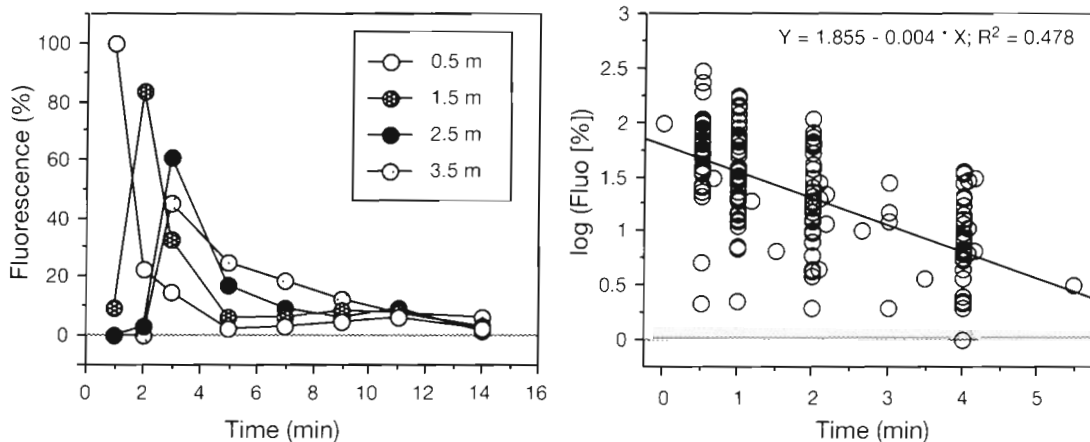 100
80
60
40
20
0
Fluorescence (%)
0.5 m
1.5 m
2.5 m
3.5 m
0 2 4 6 8 10 12 14 16
Time (min)
3
2.5
2
1.5
1
0.5
0
log (Fluo [%])
Y = 1.855 - 0.004 * X; R² = 0.478
0 1 2 3 4 5
Time (min)